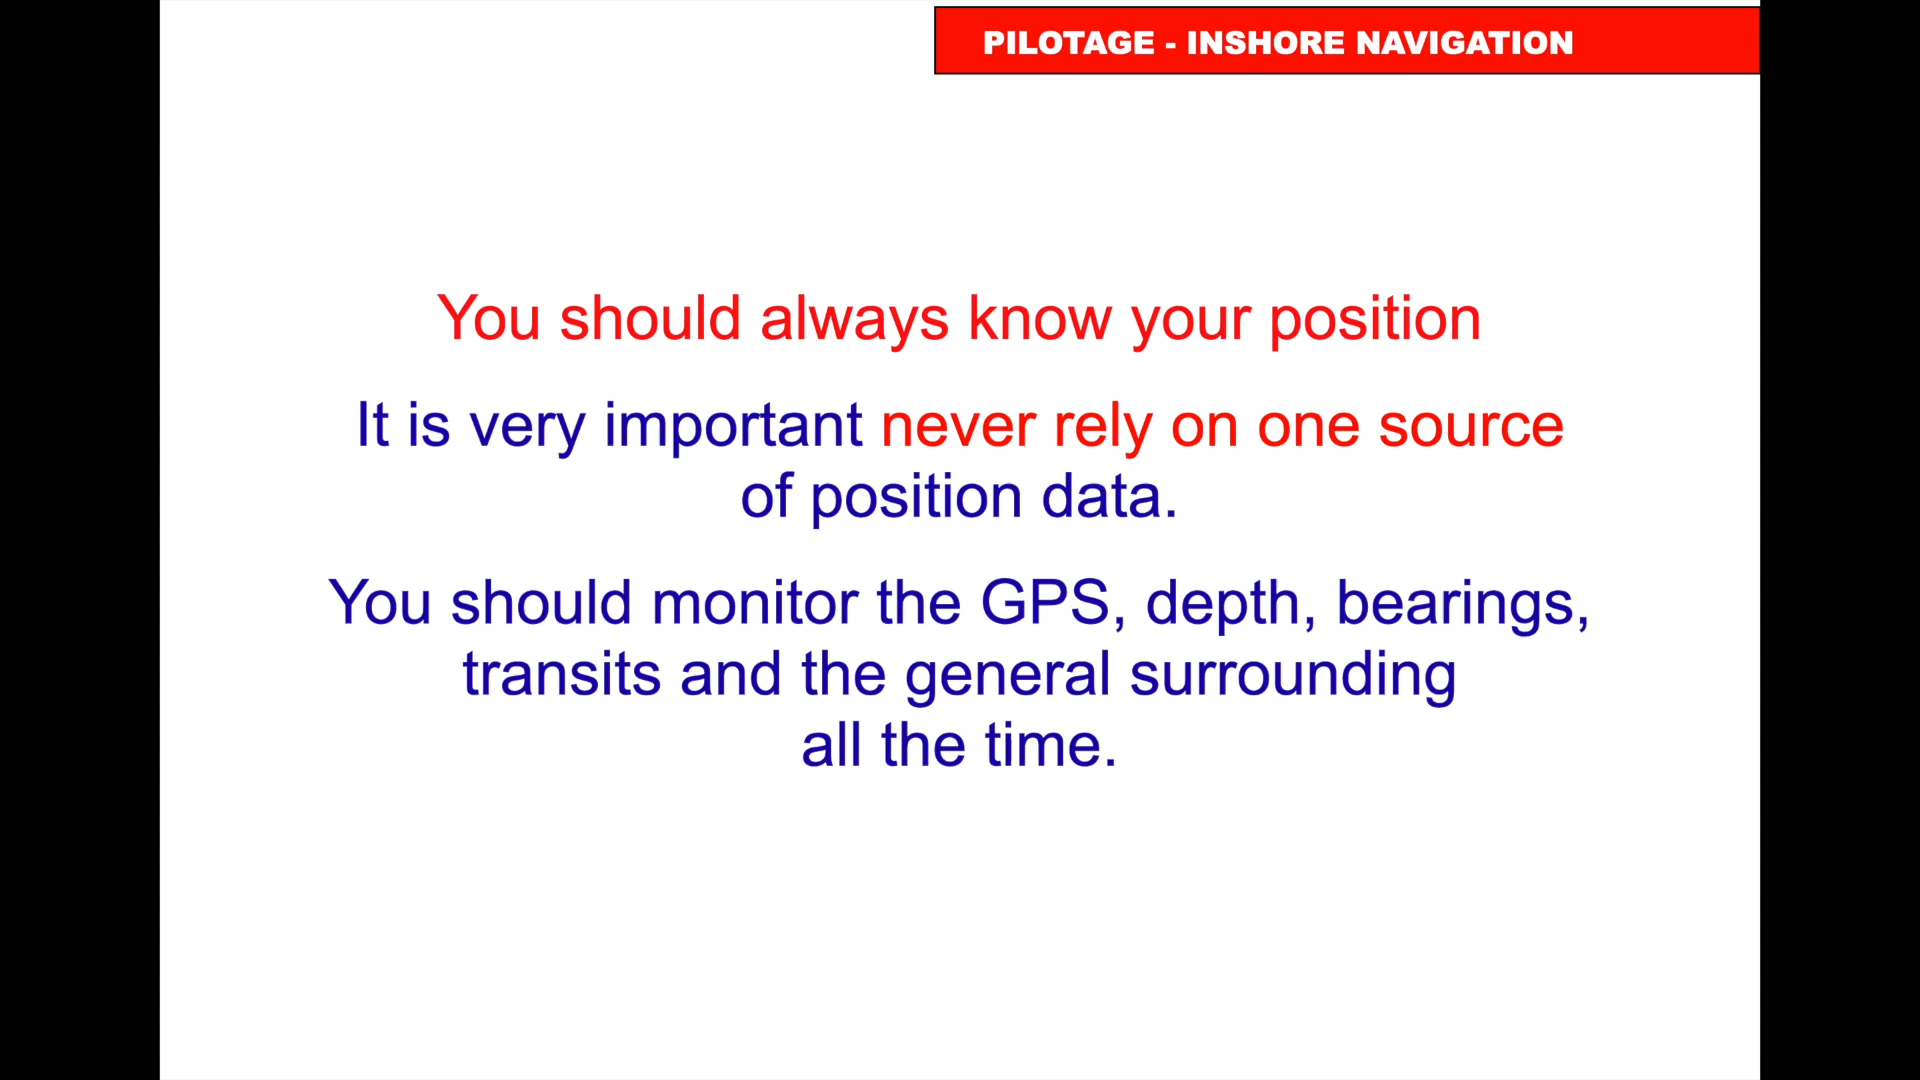 PILOTAGE - INSHORE NAVIGATION
You should always know your position
It is very important never rely on one source
of position data.
You should monitor the GPS, depth, bearings,
transits and the general surrounding
all the time.